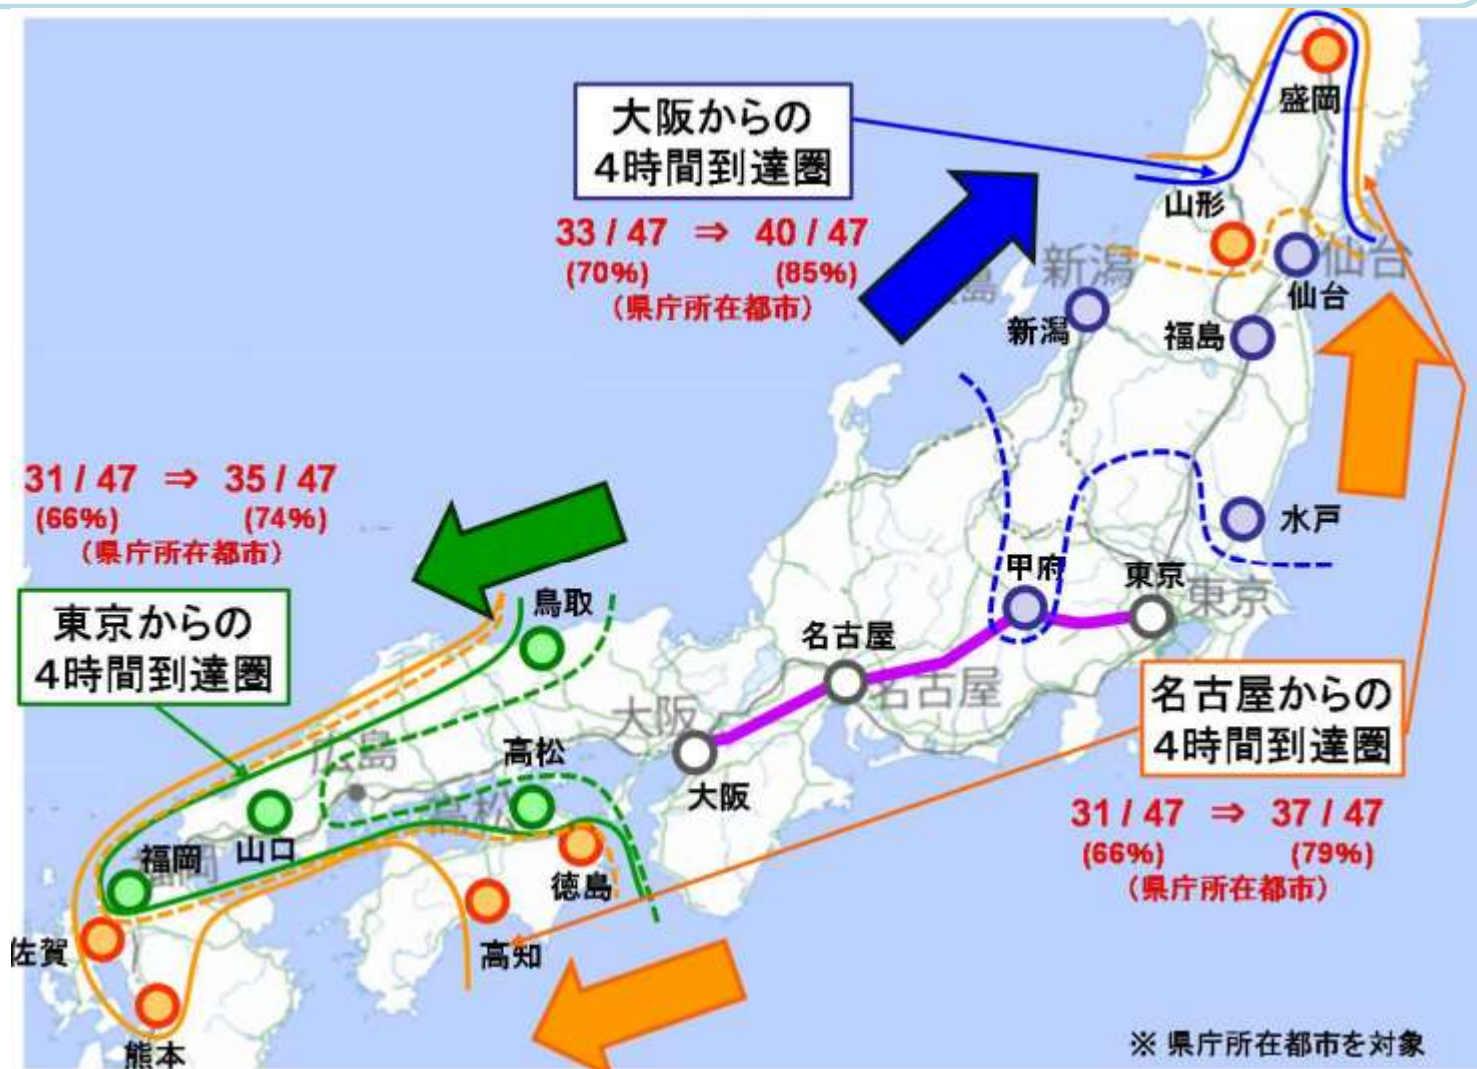 盛岡
大阪からの
4時間到達圏
山形
33 / 47 ⇒ 40 / 47
(70%) (85%)
(県庁所在都市)
新潟
仙台
仙台
新潟
福島
31 / 47 ⇒ 35 / 47
(66%) (74%)
(県庁所在都市)
水戸
甲府
東京
東京
東京からの
4時間到達圏
鳥取
名古屋
名古屋
名古屋からの
4時間到達圏
大阪
広島
高松
高松
大阪
31 / 47 ⇒ 37 / 47
(66%) (79%)
(県庁所在都市)
山口
福岡
福岡
徳島
佐賀
高知
熊本
※ 県庁所在都市を対象